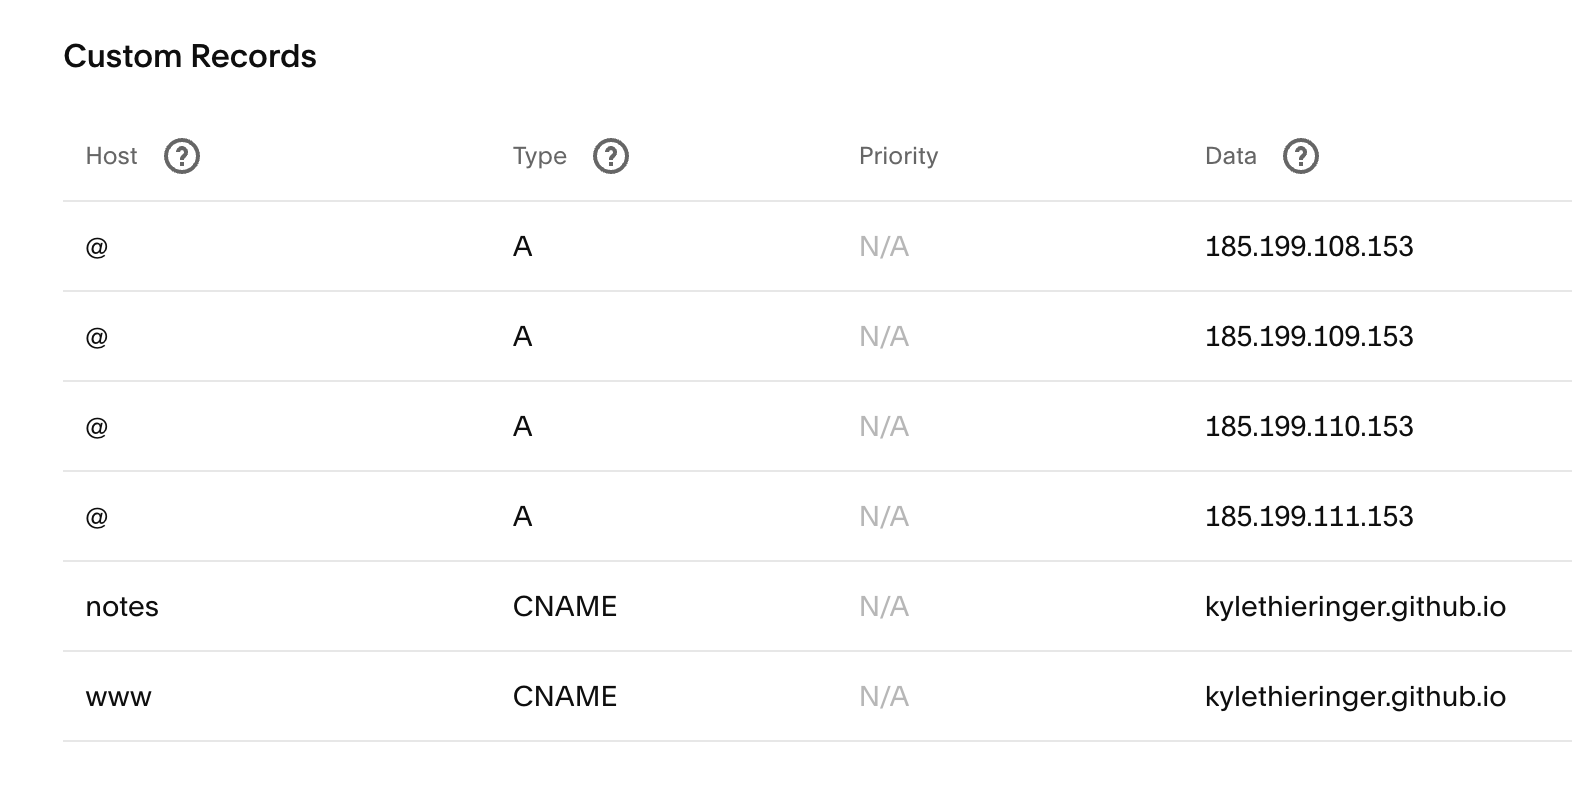 Custom Records
Host ? Type ? Priority Data ?
@ A N/A 185.199.108.153
@ A N/A 185.199.109.153
@ A N/A 185.199.110.153
@ A N/A 185.199.111.153
notes CNAME N/A kylethieringer.github.io
www CNAME N/A kylethieringer.github.io